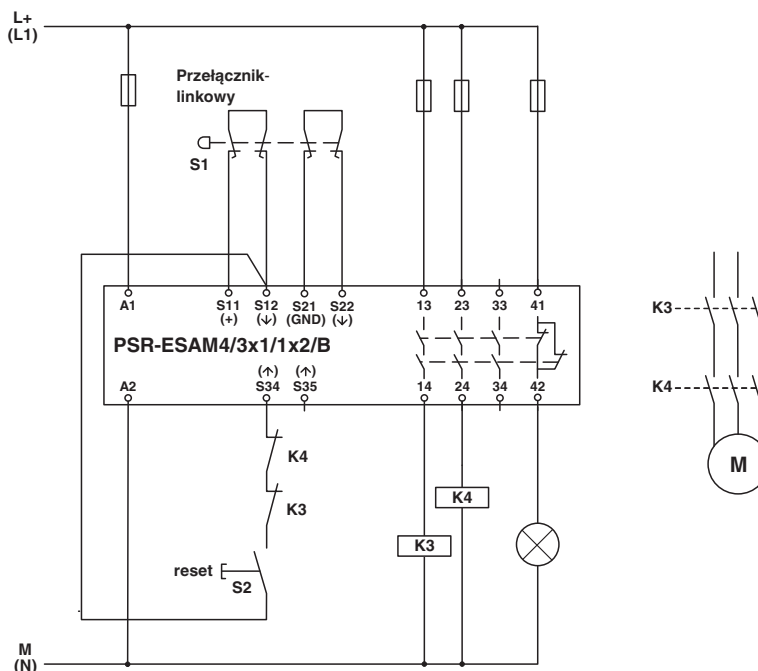 L+
(L1)
Przełącznik-
linkowy
S1
A1
S11
(+)
S12
(↓)
S21
(GND)
S22
(↓)
13
23
33
41
PSR-ESAM4/3x1/1x2/B
A2
(↑)
S34
(↑)
S35
14
24
34
42
K3
K4
M
K4
K3
K4
K3
reset
S2
M
(N)